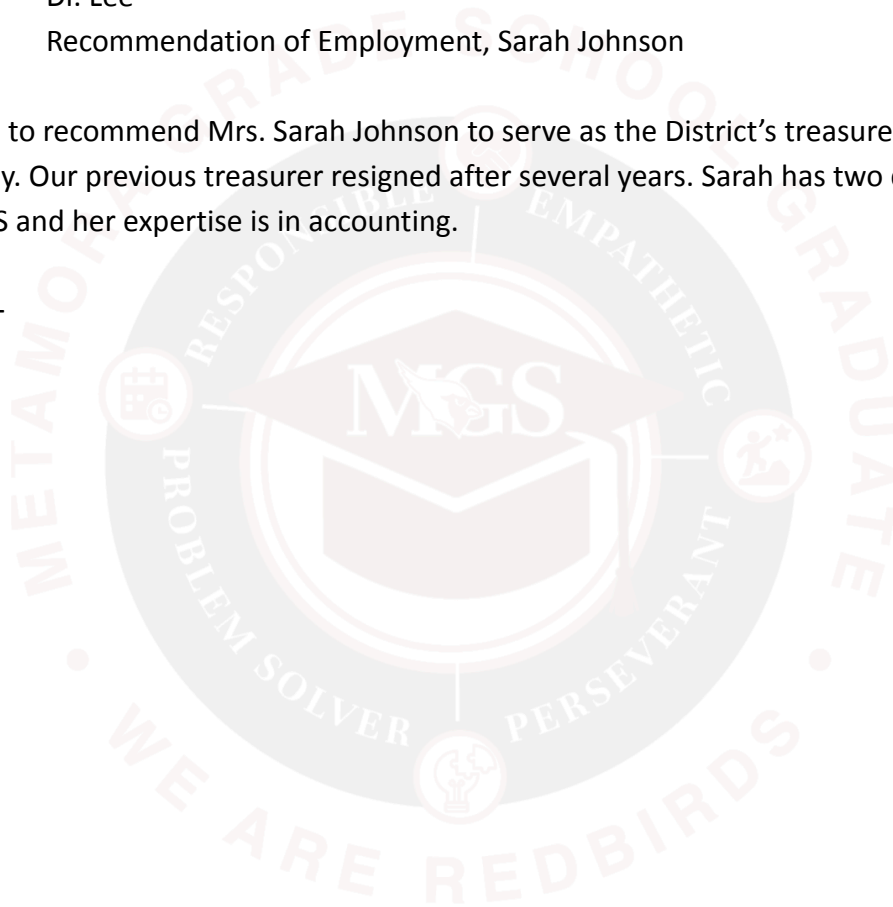 Dr. Lee
Recommendation of Employment, Sarah Johnson
to recommend Mrs. Sarah Johnson to serve as the District’s treasure
y. Our previous treasurer resigned after several years. Sarah has two
S and her expertise is in accounting.
METAMORA GRADE SCHOOL GRADUATE
RESPONSIBLE
EMPATHETIC
MGS
PROBLEM SOLVER
PERSEVERANT
WE ARE REDBIRDS